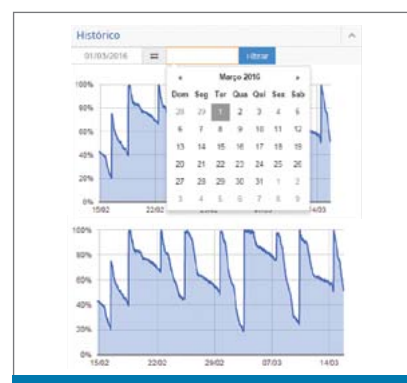 Histórico
01/03/2016 Filtrar
« Março 2016 »
Dom Seg Ter Qua Qui Sex Sab
28 29 1 2 3 4 5
6 7 8 9 10 11 12
13 14 15 16 17 18 19
20 21 22 23 24 25 26
27 28 29 30 31 1 2
3 4 5 6 7 8 9
100%
80%
60%
40%
20%
15/02 22/02 14/03
100%
80%
60%
40%
20%
15/02 22/02 29/02 07/03 14/03